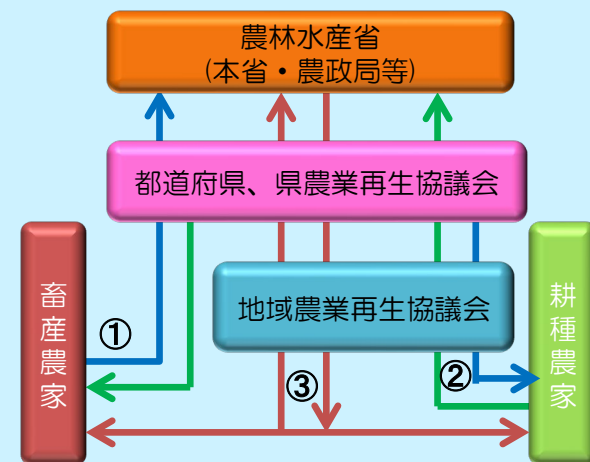 農林水産省
(本省・農政局等)
都道府県、県農業再生協議会
地域農業再生協議会
畜産農家
耕種農家
①
②
③